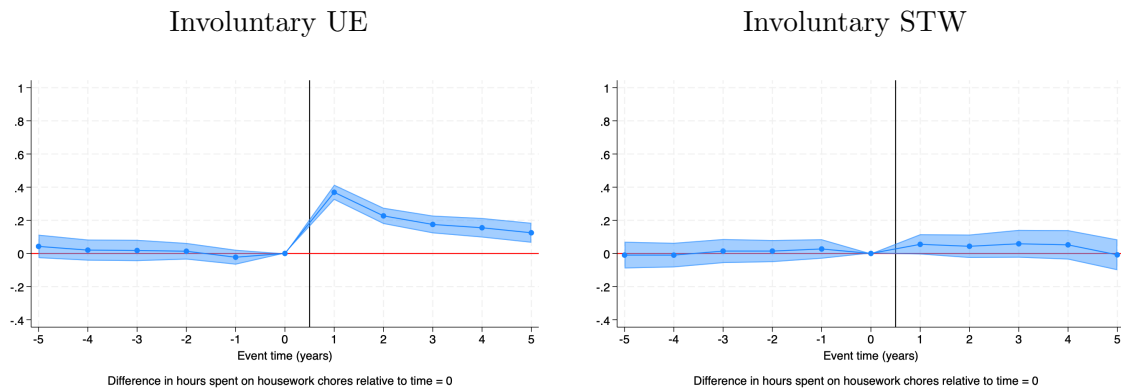 Involuntary UE
1
.8
.6
.4
.2
0
-.2
-.4
-5 -4 -3 -2 -1 0 1 2 3 4 5
Event time (years)
Difference in hours spent on housework chores relative to time = 0
Involuntary STW
1
.8
.6
.4
.2
0
-.2
-.4
-5 -4 -3 -2 -1 0 1 2 3 4 5
Event time (years)
Difference in hours spent on housework chores relative to time = 0